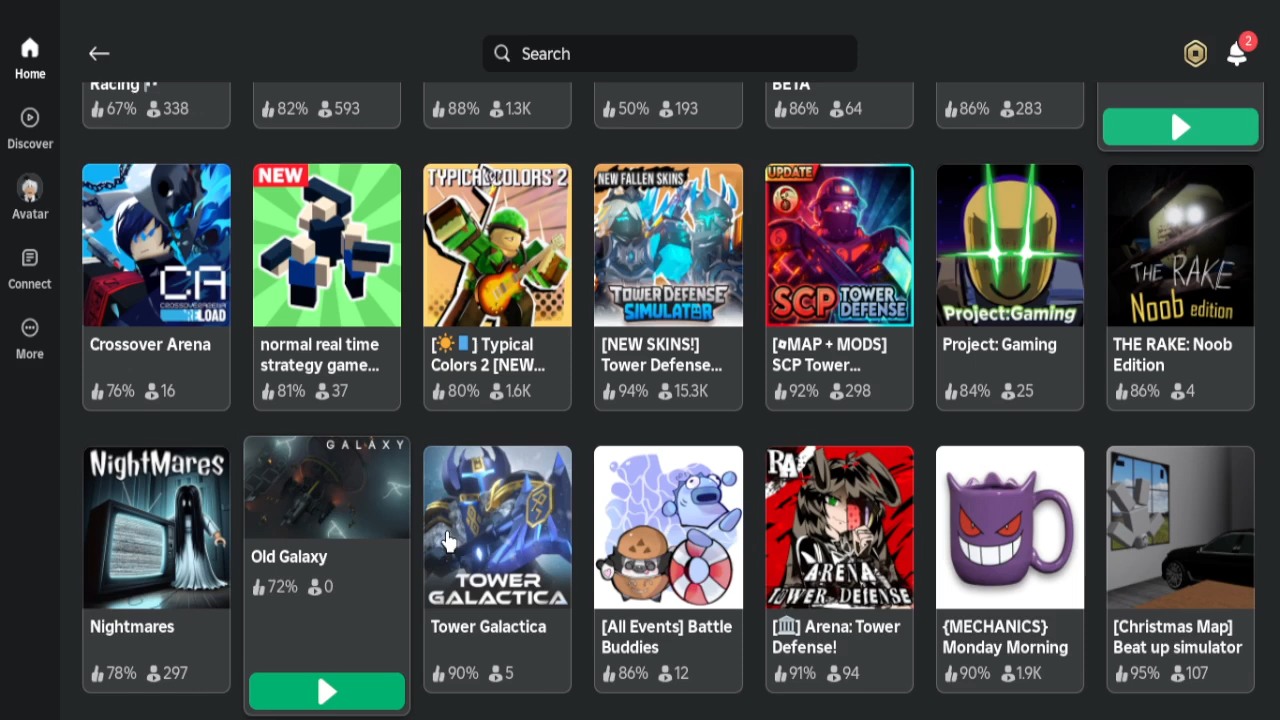 Home
Search
2
Discover
Avatar
Connect
More
Racing
67% 338
82% 593
88% 1.3K
50% 193
BETA
86% 64
86% 283
CA
CROSSOVER ARENA
RELOAD
NEW
TYPICAL COLORS 2
NEW FALLEN SKINS
TOWER DEFENSE
SIMULATOR
UPDATE
SCP TOWER
DEFENSE
Project:Gaming
THE RAKE
Noob edition
Crossover Arena
76% 16
normal real time
strategy game...
81% 37
[☀️🟦] Typical
Colors 2 [NEW...
80% 1.6K
[NEW SKINS!]
Tower Defense...
94% 15.3K
[MAP + MODS]
SCP Tower...
92% 298
Project: Gaming
84% 25
THE RAKE: Noob
Edition
86% 4
NightMares
GALAXY
TOWER
GALACTICA
RA
ARENA
TOWER DEFENSE
Nightmares
78% 297
Old Galaxy
72% 0
Tower Galactica
90% 5
[All Events] Battle
Buddies
86% 12
[🏛️] Arena: Tower
Defense!
91% 94
{MECHANICS}
Monday Morning
90% 1.9K
[Christmas Map]
Beat up simulator
95% 107